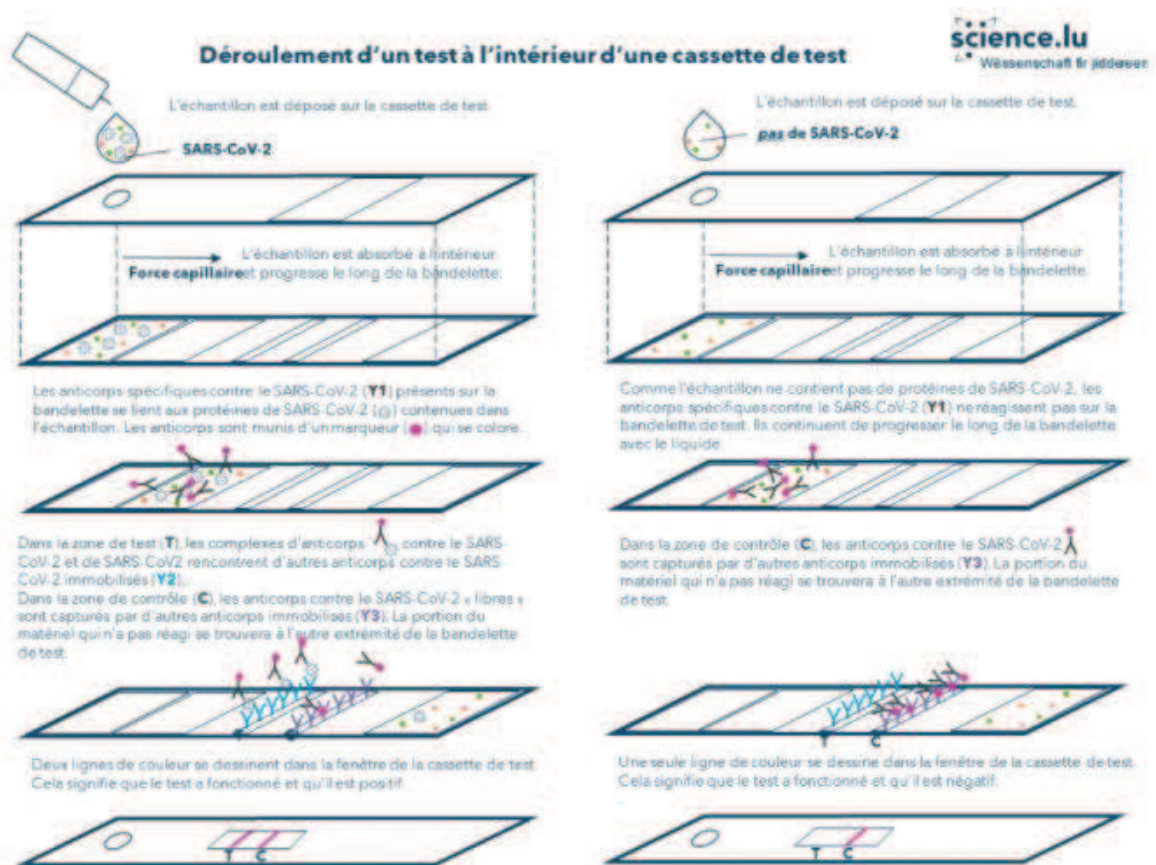 Déroulement d'un test à l'intérieur d'une cassette de test
science.lu
Wëssenschaft fir jiddereen
L'échantillon est déposé sur la cassette de test.
SARS-CoV-2
L'échantillon est absorbé à l'intérieur
Force capillaire et progresse le long de la bandelette.
Les anticorps spécifiques contre le SARS-CoV-2 (Y1) présents sur la
bandelette se lient aux protéines de SARS-CoV-2 ( ) contenues dans
l'échantillon. Les anticorps sont munis d'un marqueur ( ) qui se colore.
Dans la zone de test (T), les complexes d'anticorps contre le SARS-
CoV-2 et de SARS-CoV2 rencontrent d'autres anticorps contre le SARS-
CoV-2 immobilisés (Y2).
Dans la zone de contrôle (C), les anticorps contre le SARS-CoV-2 « libres »
sont capturés par d'autres anticorps immobilisés (Y3). La portion du
matériel qui n'a pas réagi se trouvera à l'autre extrémité de la bandelette
de test.
T C
Deux lignes de couleur se dessinent dans la fenêtre de la cassette de test.
Cela signifie que le test a fonctionné et qu'il est positif.
T C
L'échantillon est déposé sur la cassette de test.
pas de SARS-CoV-2
L'échantillon est absorbé à l'intérieur
Force capillaire et progresse le long de la bandelette.
Comme l'échantillon ne contient pas de protéines de SARS-CoV-2, les
anticorps spécifiques contre le SARS-CoV-2 (Y1) ne réagissent pas sur la
bandelette de test. Ils continuent de progresser le long de la bandelette
avec le liquide.
Dans la zone de contrôle (C), les anticorps contre le SARS-CoV-2
sont capturés par d'autres anticorps immobilisés (Y3). La portion du
matériel qui n'a pas réagi se trouvera à l'autre extrémité de la bandelette
de test.
T C
Une seule ligne de couleur se dessine dans la fenêtre de la cassette de test.
Cela signifie que le test a fonctionné et qu'il est négatif.
T C